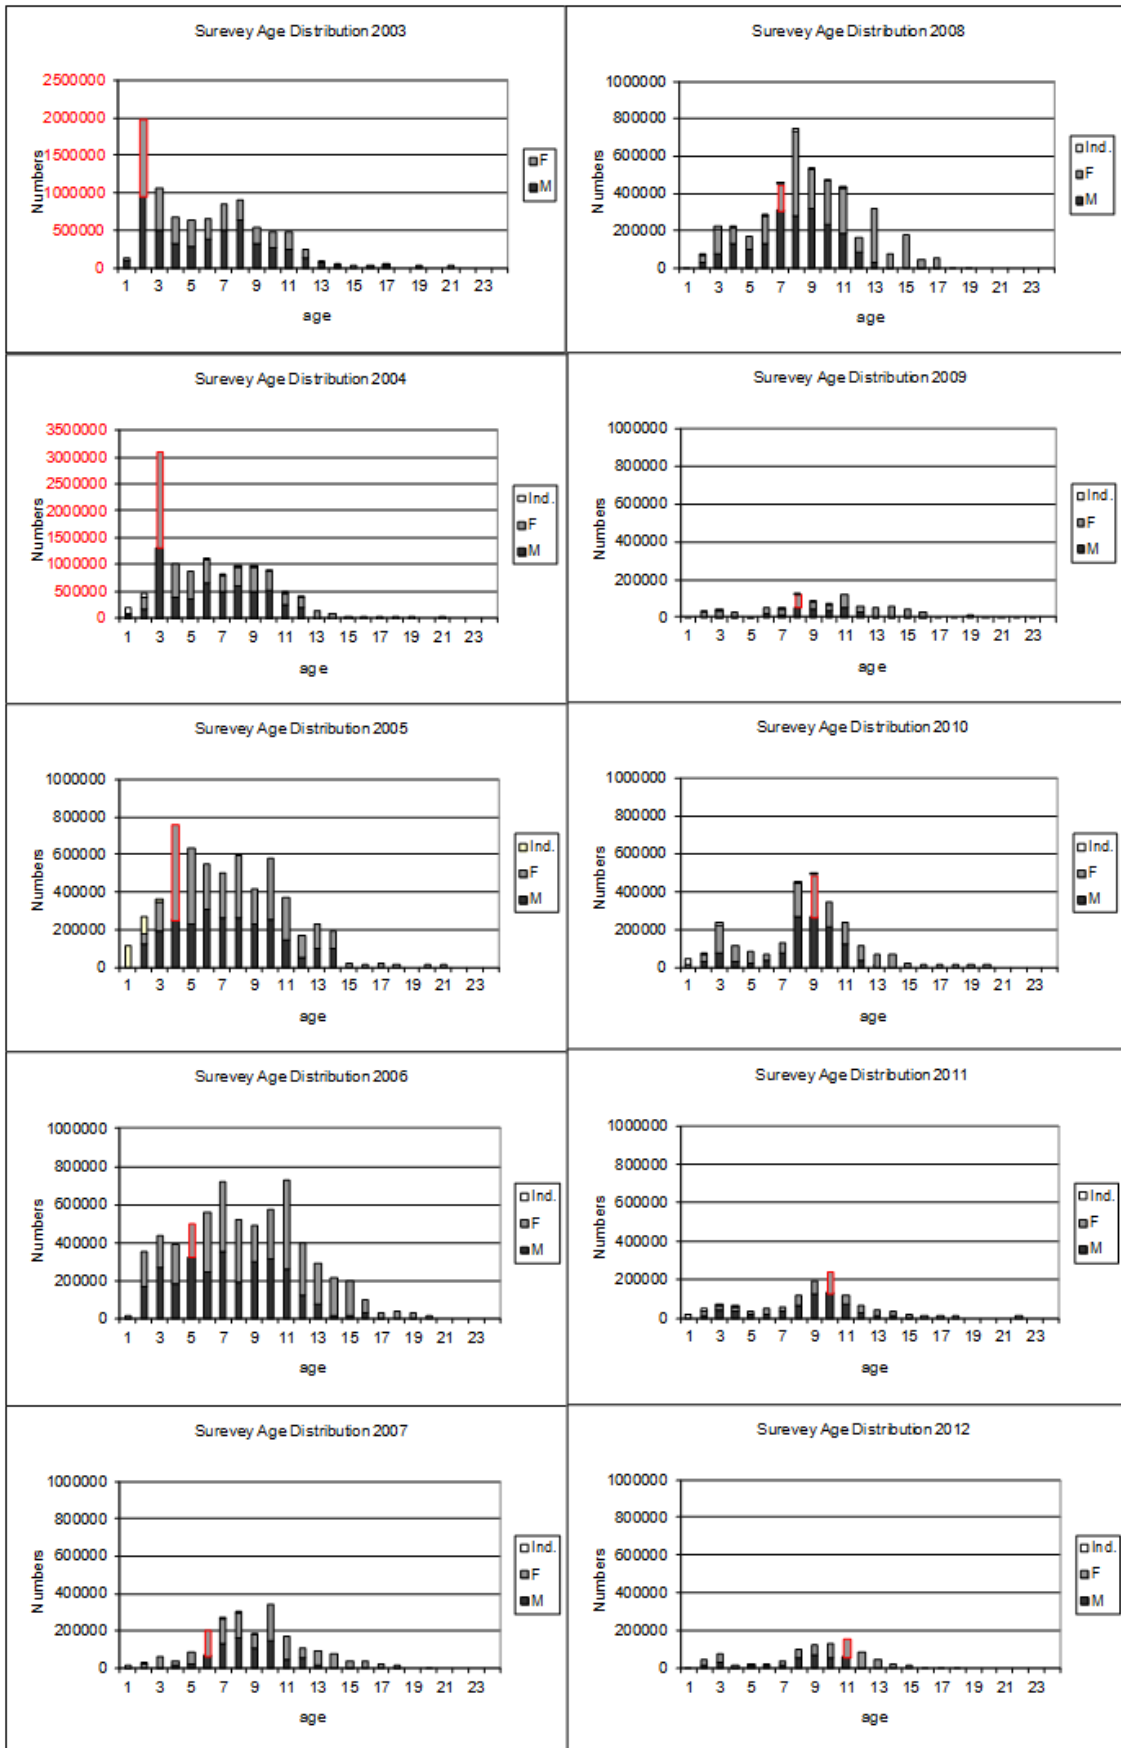 Surevey Age Distribution 2003
2500000
2000000
1500000
1000000
500000
0
Numbers
F
M
1 3 5 7 9 11 13 15 17 19 21 23
age
Surevey Age Distribution 2008
1000000
800000
600000
400000
200000
0
Numbers
Ind.
F
M
1 3 5 7 9 11 13 15 17 19 21 23
age
Surevey Age Distribution 2004
3500000
3000000
2500000
2000000
1500000
1000000
500000
0
Numbers
Ind.
F
M
1 3 5 7 9 11 13 15 17 19 21 23
age
Surevey Age Distribution 2009
1000000
800000
600000
400000
200000
0
Numbers
Ind.
F
M
1 3 5 7 9 11 13 15 17 19 21 23
age
Surevey Age Distribution 2005
1000000
800000
600000
400000
200000
0
Numbers
Ind.
F
M
1 3 5 7 9 11 13 15 17 19 21 23
age
Surevey Age Distribution 2010
1000000
800000
600000
400000
200000
0
Numbers
Ind.
F
M
1 3 5 7 9 11 13 15 17 19 21 23
age
Surevey Age Distribution 2006
1000000
800000
600000
400000
200000
0
Numbers
Ind.
F
M
1 3 5 7 9 11 13 15 17 19 21 23
age
Surevey Age Distribution 2011
1000000
800000
600000
400000
200000
0
Numbers
Ind.
F
M
1 3 5 7 9 11 13 15 17 19 21 23
age
Surevey Age Distribution 2007
1000000
800000
600000
400000
200000
0
Numbers
Ind.
F
M
1 3 5 7 9 11 13 15 17 19 21 23
age
Surevey Age Distribution 2012
1000000
800000
600000
400000
200000
0
Numbers
Ind.
F
M
1 3 5 7 9 11 13 15 17 19 21 23
age